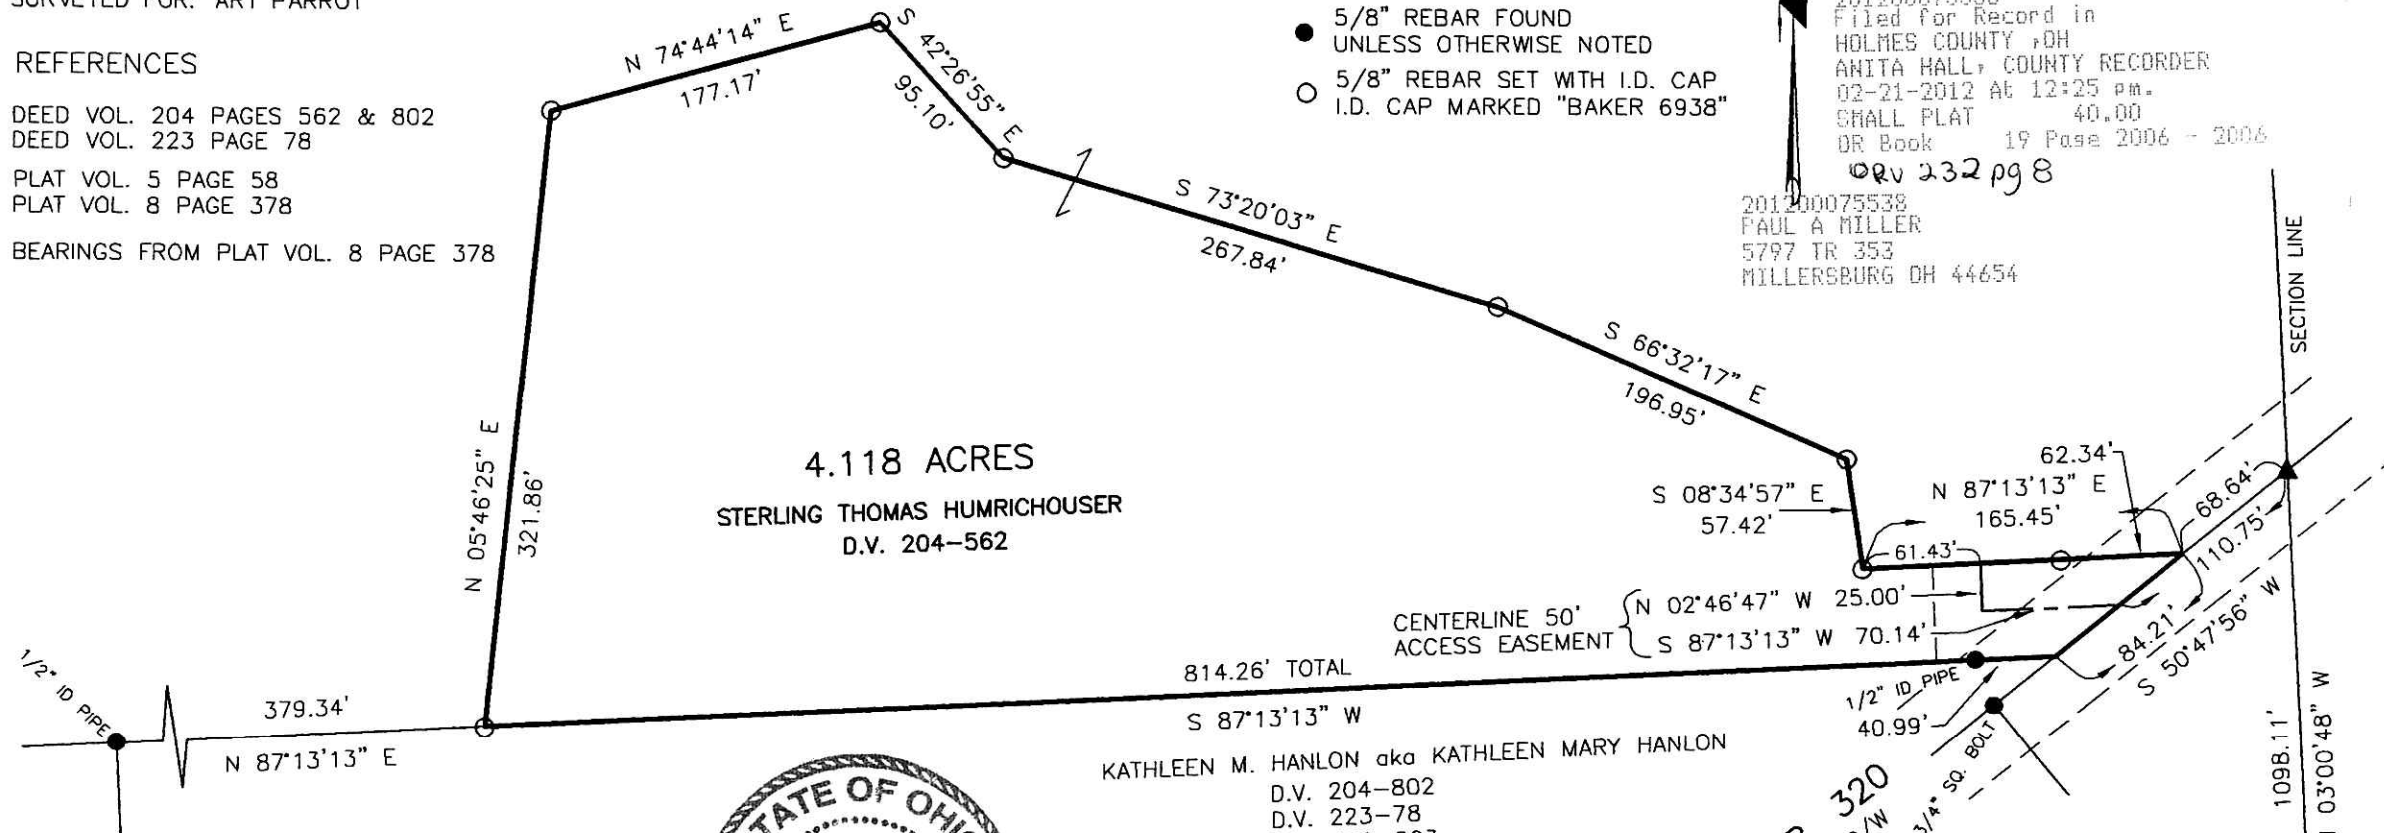 SURVEYED FOR: ART PARROT
REFERENCES
DEED VOL. 204 PAGES 562 & 802
DEED VOL. 223 PAGE 78
PLAT VOL. 5 PAGE 58
PLAT VOL. 8 PAGE 378
BEARINGS FROM PLAT VOL. 8 PAGE 378
5/8" REBAR FOUND
UNLESS OTHERWISE NOTED
5/8" REBAR SET WITH I.D. CAP
I.D. CAP MARKED "BAKER 6938"
Filed for Record in
HOLMES COUNTY ,OH
ANITA HALL, COUNTY RECORDER
02-21-2012 At 12:25 pm.
SMALL PLAT 40.00
OR Book 19 Page 2006 - 2006
ORV 232 pg 8
201200075538
PAUL A MILLER
5797 TR 353
MILLERSBURG OH 44654
N 74°44'14" E
177.17'
S 42°26'55" E
95.10'
S 73°20'03" E
267.84'
S 66°32'17" E
196.95'
SECTION LINE
N 05°46'25" E
321.86'
4.118 ACRES
STERLING THOMAS HUMRICHOUSER
D.V. 204-562
S 08°34'57" E
57.42'
62.34'
N 87°13'13" E
165.45'
61.43'
68.64'
110.75'
CENTERLINE 50'
ACCESS EASEMENT
N 02°46'47" W 25.00'
S 87°13'13" W 70.14'
84.21'
S 50°47'56" W
1/2" ID PIPE
379.34'
N 87°13'13" E
814.26' TOTAL
S 87°13'13" W
1/2" ID PIPE
40.99'
3/4" SQ. BOLT
320
1098.11'
03°00'48" W
KATHLEEN M. HANLON aka KATHLEEN MARY HANLON
D.V. 204-802
D.V. 223-78
STATE OF OHIO